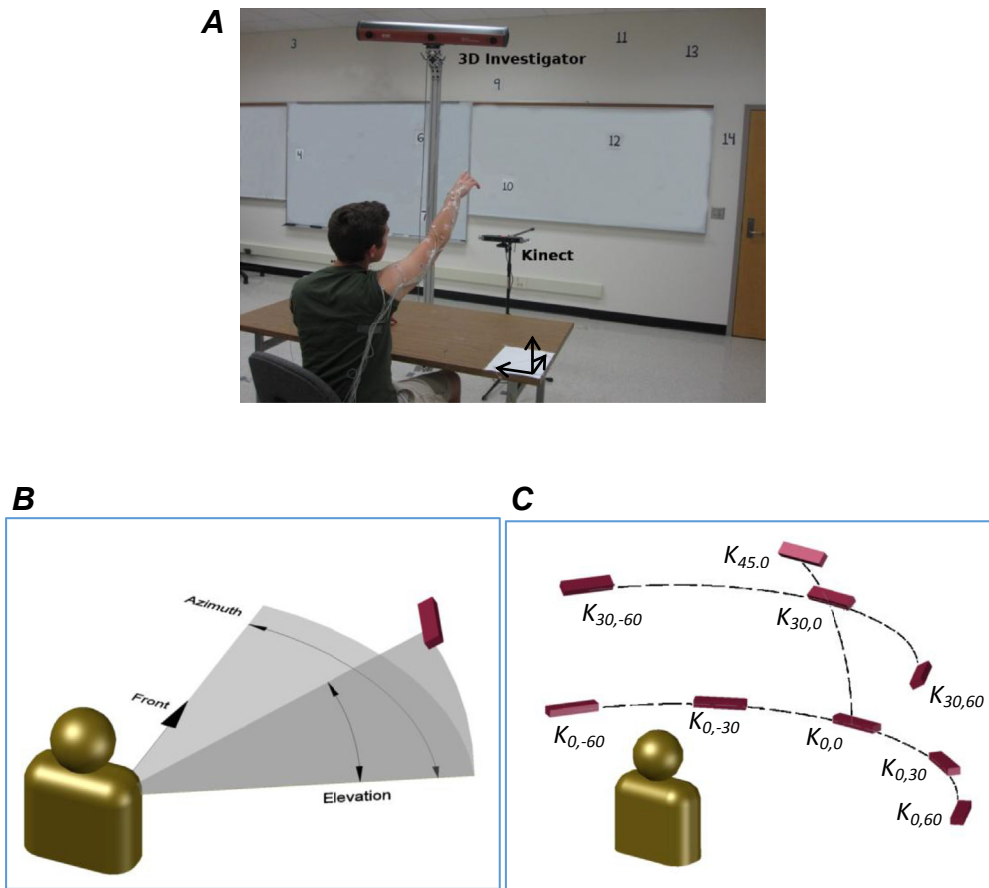 A
3
11
3D Investigator
13
9
6
12
14
4
10
7
Kinect
B
C
Azimuth
Front
Elevation
K45.0
K30,-60
K30,0
K30,60
K0,-60
K0,-30
K0,0
K0,30
K0,60